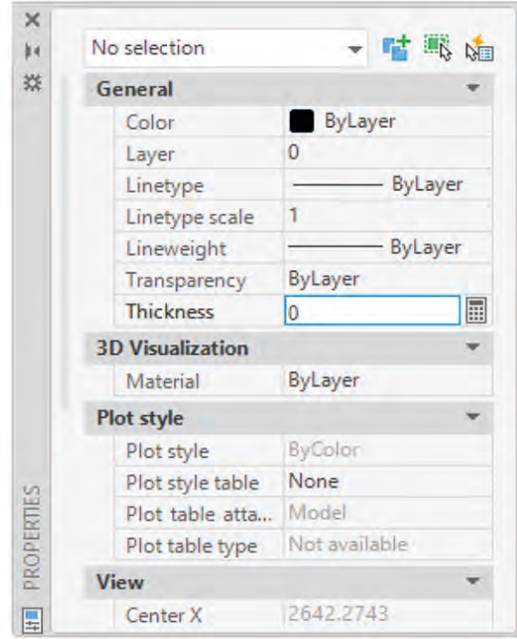 No selection
General
Color ByLayer
Layer 0
Linetype ByLayer
Linetype scale 1
Lineweight ByLayer
Transparency ByLayer
Thickness 0
3D Visualization
Material ByLayer
Plot style
Plot style ByColor
Plot style table None
Plot table atta... Model
Plot table type Not available
View
Center X 2642.2743
PROPERTIES